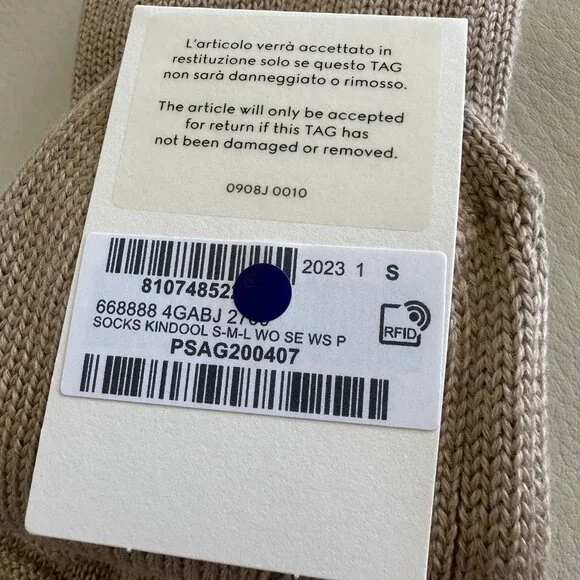 L'articolo verrà accettato in
restituzione solo se questo TAG
non sarà danneggiato o rimosso.
The article will only be accepted
for return if this TAG has
not been damaged or removed.
0908J 0010
2023 1 S
668888 4GABJ
SOCKS KINDOOL S-M-L WO SE WS P
RFID
PSAG200407